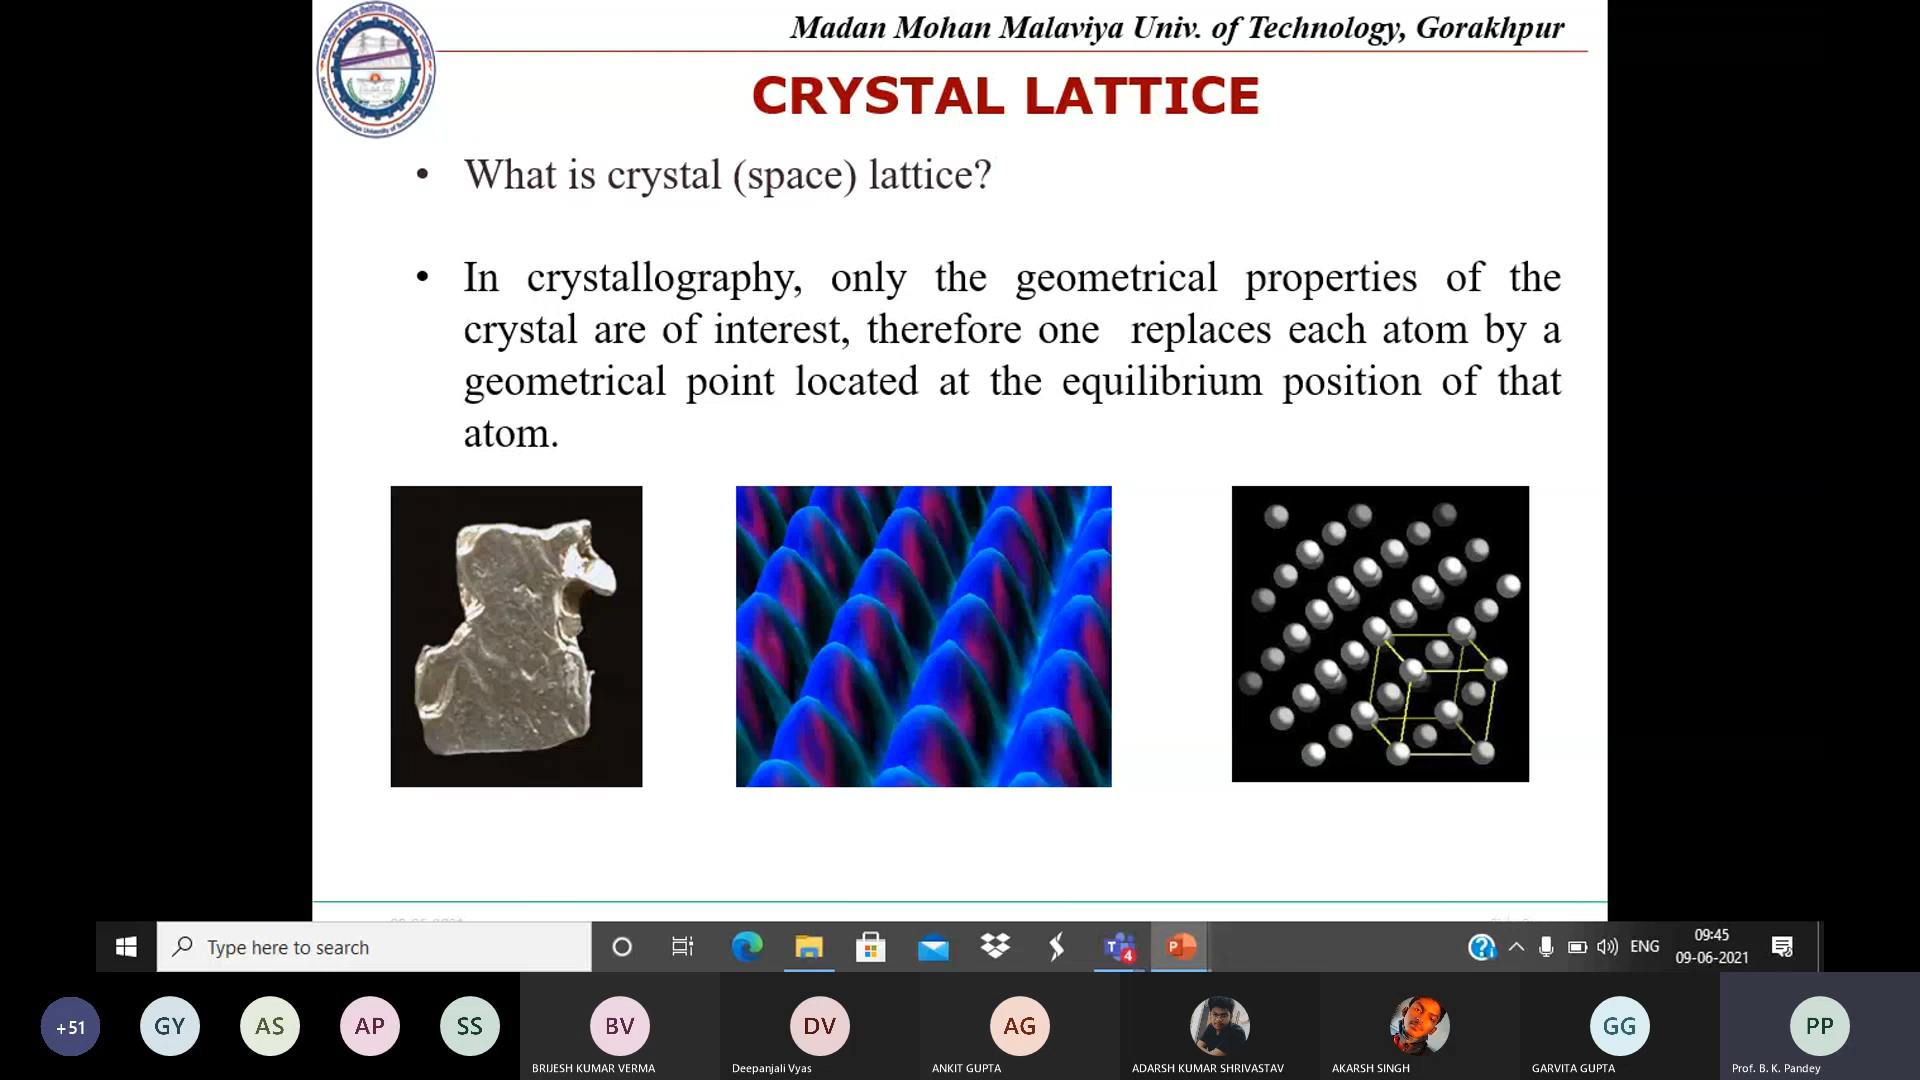 Madan Mohan Malaviya Univ. of Technology, Gorakhpur
CRYSTAL LATTICE
• What is crystal (space) lattice?
• In crystallography, only the geometrical properties of the
crystal are of interest, therefore one replaces each atom by a
geometrical point located at the equilibrium position of that
atom.
Type here to search
T
4
P
ENG
09:45
09-06-2021
+51
GY
AS
AP
SS
BV
BRIJESH KUMAR VERMA
DV
Deepanjali Vyas
AG
ANKIT GUPTA
ADARSH KUMAR SHRIVASTAV
AKARSH SINGH
GG
GARVITA GUPTA
PP
Prof. B. K. Pandey